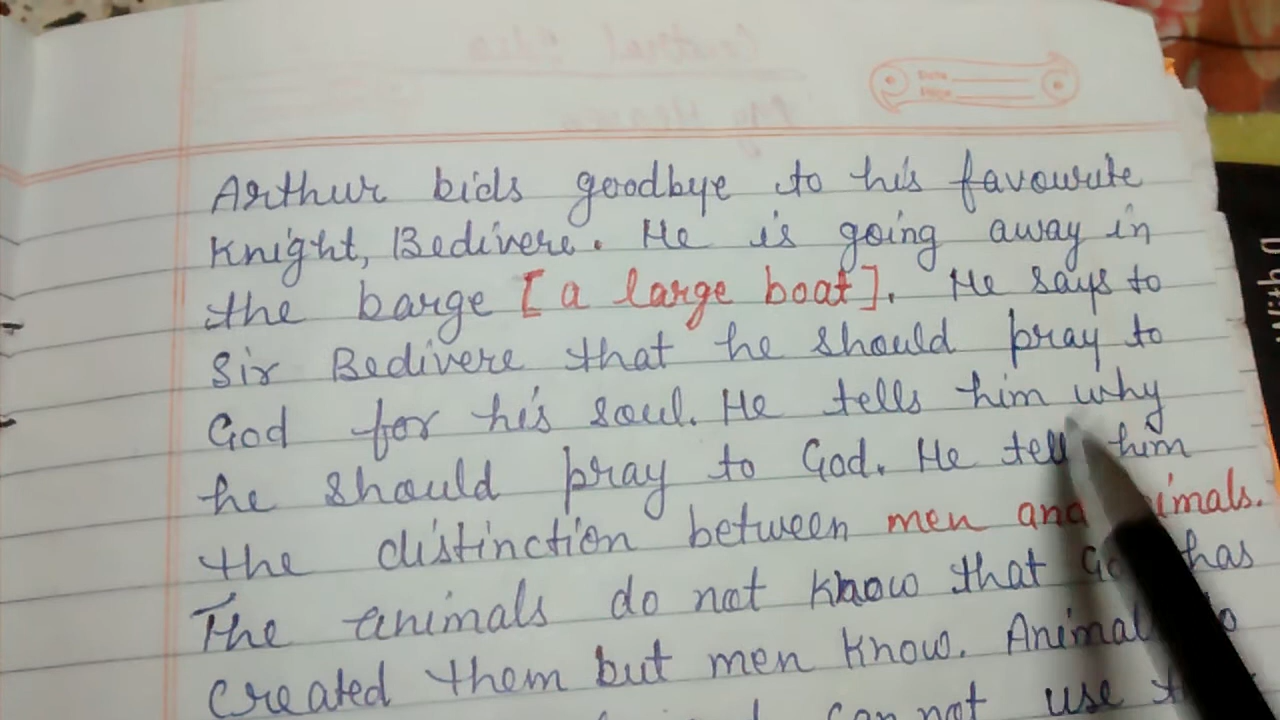 Date
Page
Arthur bids goodbye to his favourite
Knight, Bedivere. He is going away in
the barge [a large boat]. He says to
Sir Bedivere that he should pray to
God for his soul. He tells him why
he should pray to God. He tell him
the distinction between men and
The animals do not know that has
created them but men know.
can not use